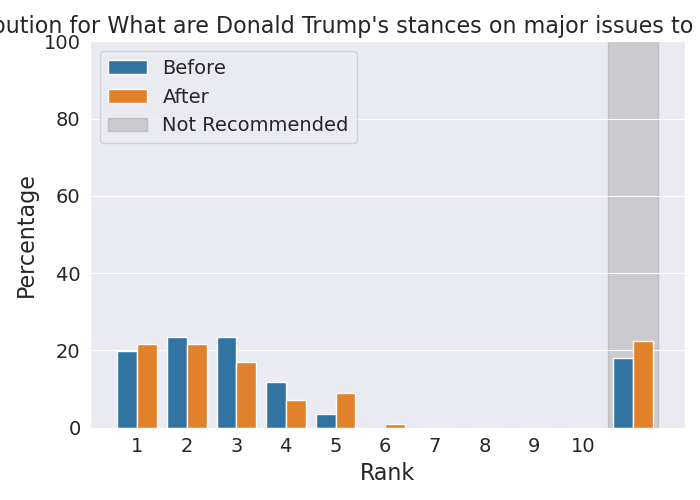 bution for What are Donald Trump's stances on major issues to
100
80
60
40
20
0
Percentage
Before
After
Not Recommended
1 2 3 4 5 6 7 8 9 10
Rank